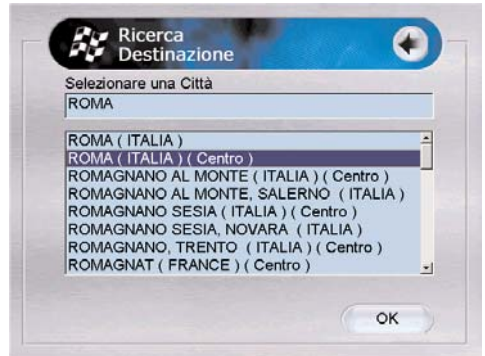 Ricerca
Destinazione
Selezionare una Città
ROMA
ROMA ( ITALIA )
ROMA ( ITALIA ) ( Centro )
ROMAGNANO AL MONTE ( ITALIA ) ( Centro )
ROMAGNANO AL MONTE, SALERNO ( ITALIA )
ROMAGNANO SESIA ( ITALIA ) ( Centro )
ROMAGNANO SESIA, NOVARA ( ITALIA )
ROMAGNANO, TRENTO ( ITALIA ) ( Centro )
ROMAGNAT ( FRANCE ) ( Centro )
OK